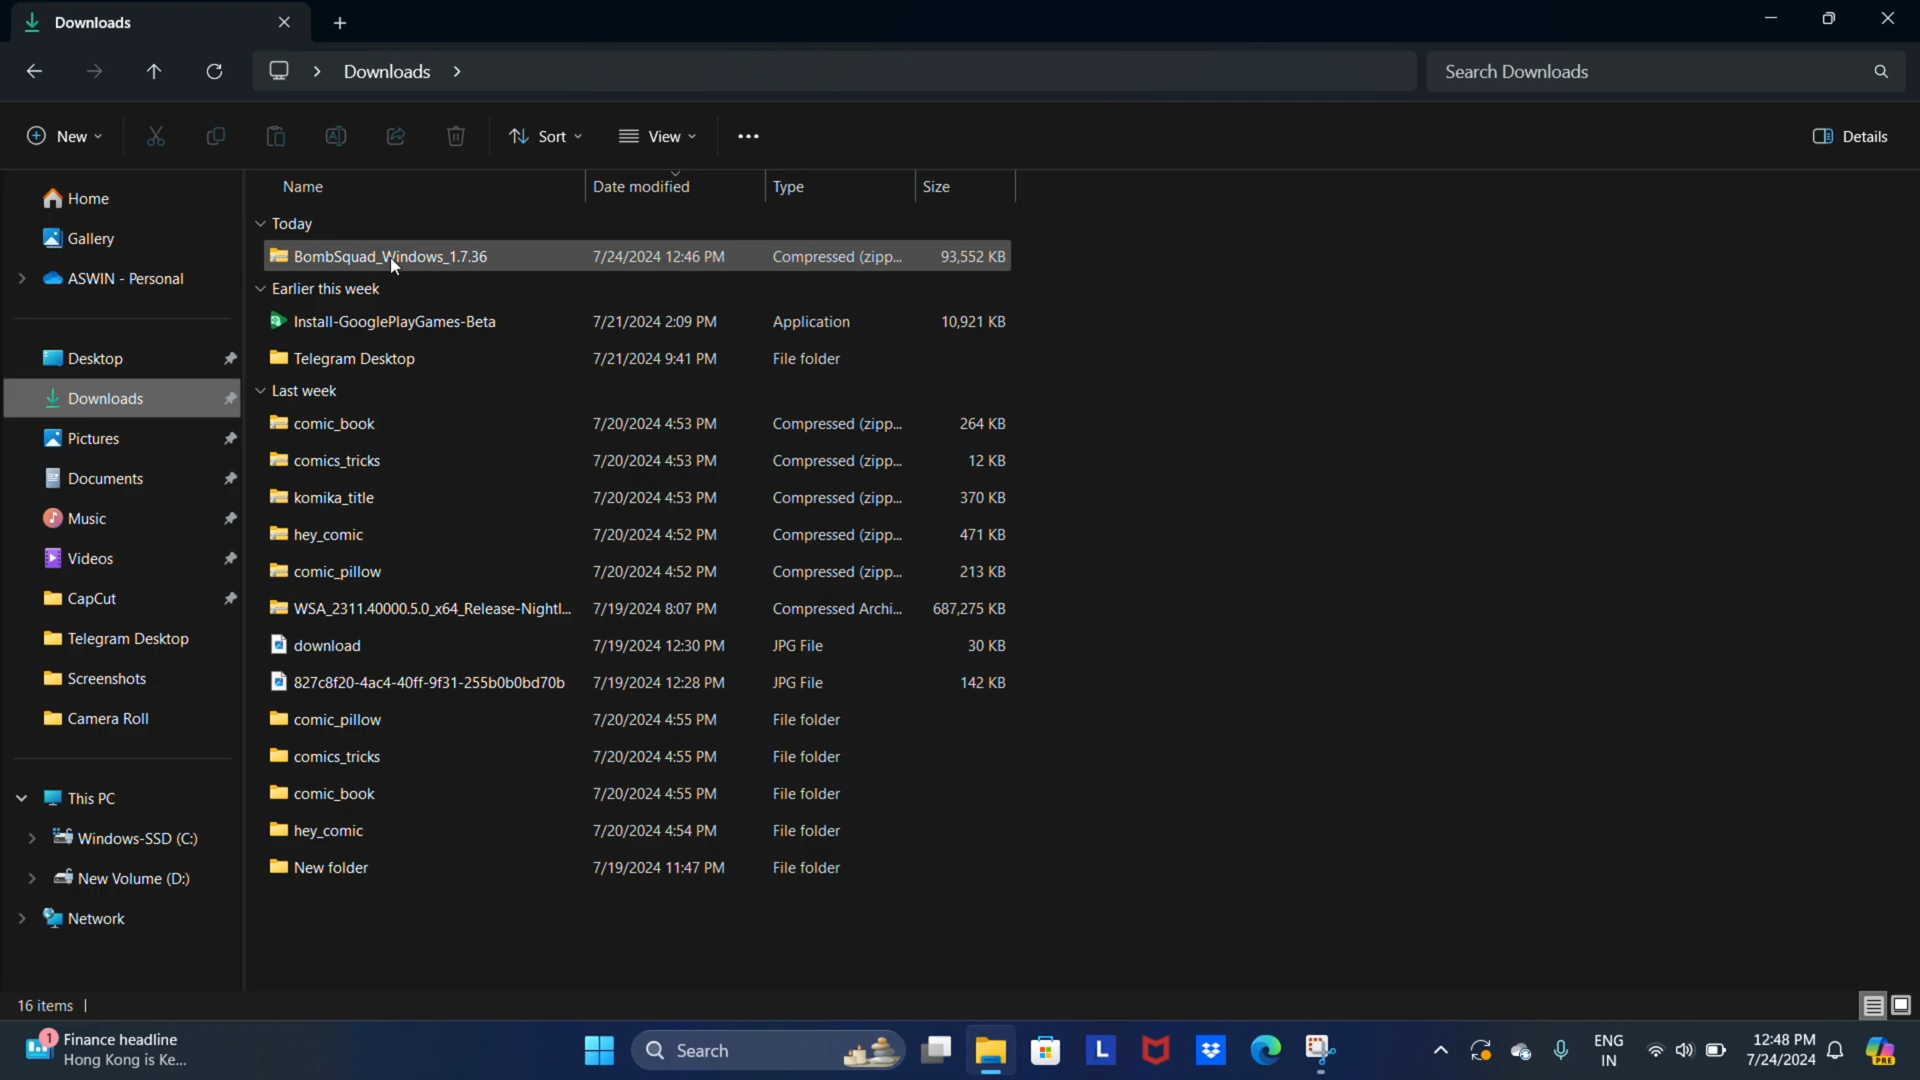 Downloads
Downloads
Search Downloads
New
Sort
View
Details
Home
Gallery
ASWIN - Personal
Desktop
Downloads
Pictures
Documents
Music
Videos
CapCut
Telegram Desktop
Screenshots
Camera Roll
This PC
Windows-SSD (C:)
New Volume (D:)
Network
Name Date modified Type Size
Today
BombSquad_Windows_1.7.36 7/24/2024 12:46 PM Compressed (zipp... 93,552 KB
Earlier this week
Install-GooglePlayGames-Beta 7/21/2024 2:09 PM Application 10,921 KB
Telegram Desktop 7/21/2024 9:41 PM File folder
Last week
comic_book 7/20/2024 4:53 PM Compressed (zipp... 264 KB
comics_tricks 7/20/2024 4:53 PM Compressed (zipp... 12 KB
komika_title 7/20/2024 4:53 PM Compressed (zipp... 370 KB
hey_comic 7/20/2024 4:52 PM Compressed (zipp... 471 KB
comic_pillow 7/20/2024 4:52 PM Compressed (zipp... 213 KB
WSA_2311.40000.5.0_x64_Release-Nightl... 7/19/2024 8:07 PM Compressed Archi... 687,275 KB
download 7/19/2024 12:30 PM JPG File 30 KB
827c8f20-4ac4-40ff-9f31-255b0b0bd70b 7/19/2024 12:28 PM JPG File 142 KB
comic_pillow 7/20/2024 4:55 PM File folder
comics_tricks 7/20/2024 4:55 PM File folder
comic_book 7/20/2024 4:55 PM File folder
hey_comic 7/20/2024 4:54 PM File folder
New folder 7/19/2024 11:47 PM File folder
16 items
1
Finance headline
Hong Kong is Ke...
Search
L
ENG
IN
12:48 PM
7/24/2024
PRE